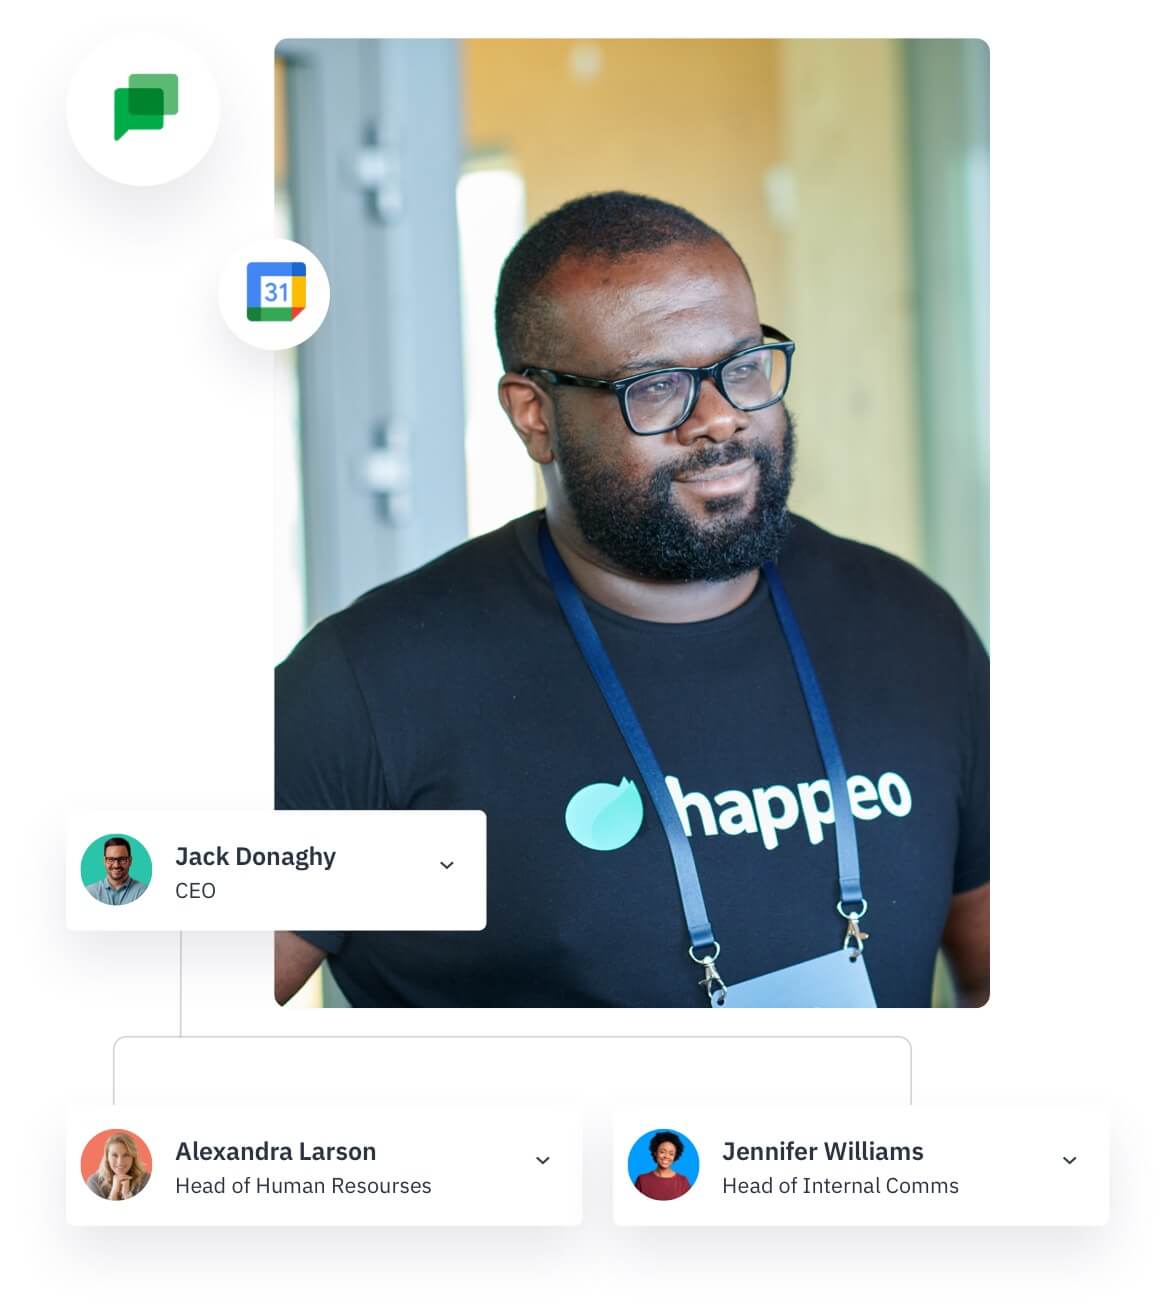 31
happeo
Jack Donaghy
CEO
Alexandra Larson
Head of Human Resourses
Jennifer Williams
Head of Internal Comms